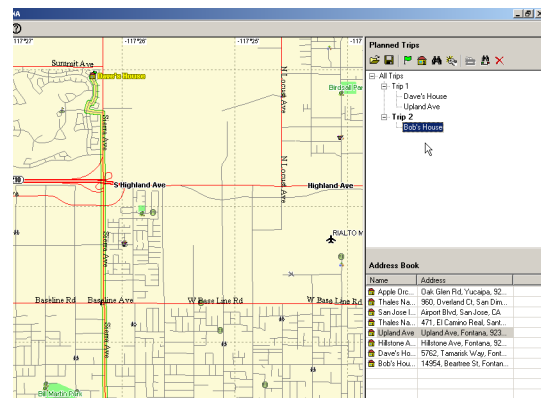 -117°27'
-117°26'
-117°25'
-117
Planned Trips
Summit Ave
Dave's House
N Locust Ave
Birdsall Par
All Trips
Trip 1
Dave's House
Upland Ave
Trip 2
Bob's House
Sierra Ave
S Highland Ave
Highland Ave
N Locust Ave
RIALTO M
Sierra Ave
Address Book
Name
Address
Apple Orc...
Oak Glen Rd, Yucaipa, 92...
Thales Na...
960, Overland Ct, San Dim...
San Jose I...
Airport Blvd, San Jose, CA
Thales Na...
471, El Camino Real, Sant...
Upland Ave
Upland Ave, Fontana, 923...
Hillstone A...
Hillstone Ave, Fontana, 92...
Dave's Ho...
5762, Tamarisk Way, Font...
Bob's Hou...
14954, Beartree St, Fontan...
Baseline Rd
Baseline Ave
W Base Line Rd
W Base Line Rd
Sierra Ave
Bill Martin Park